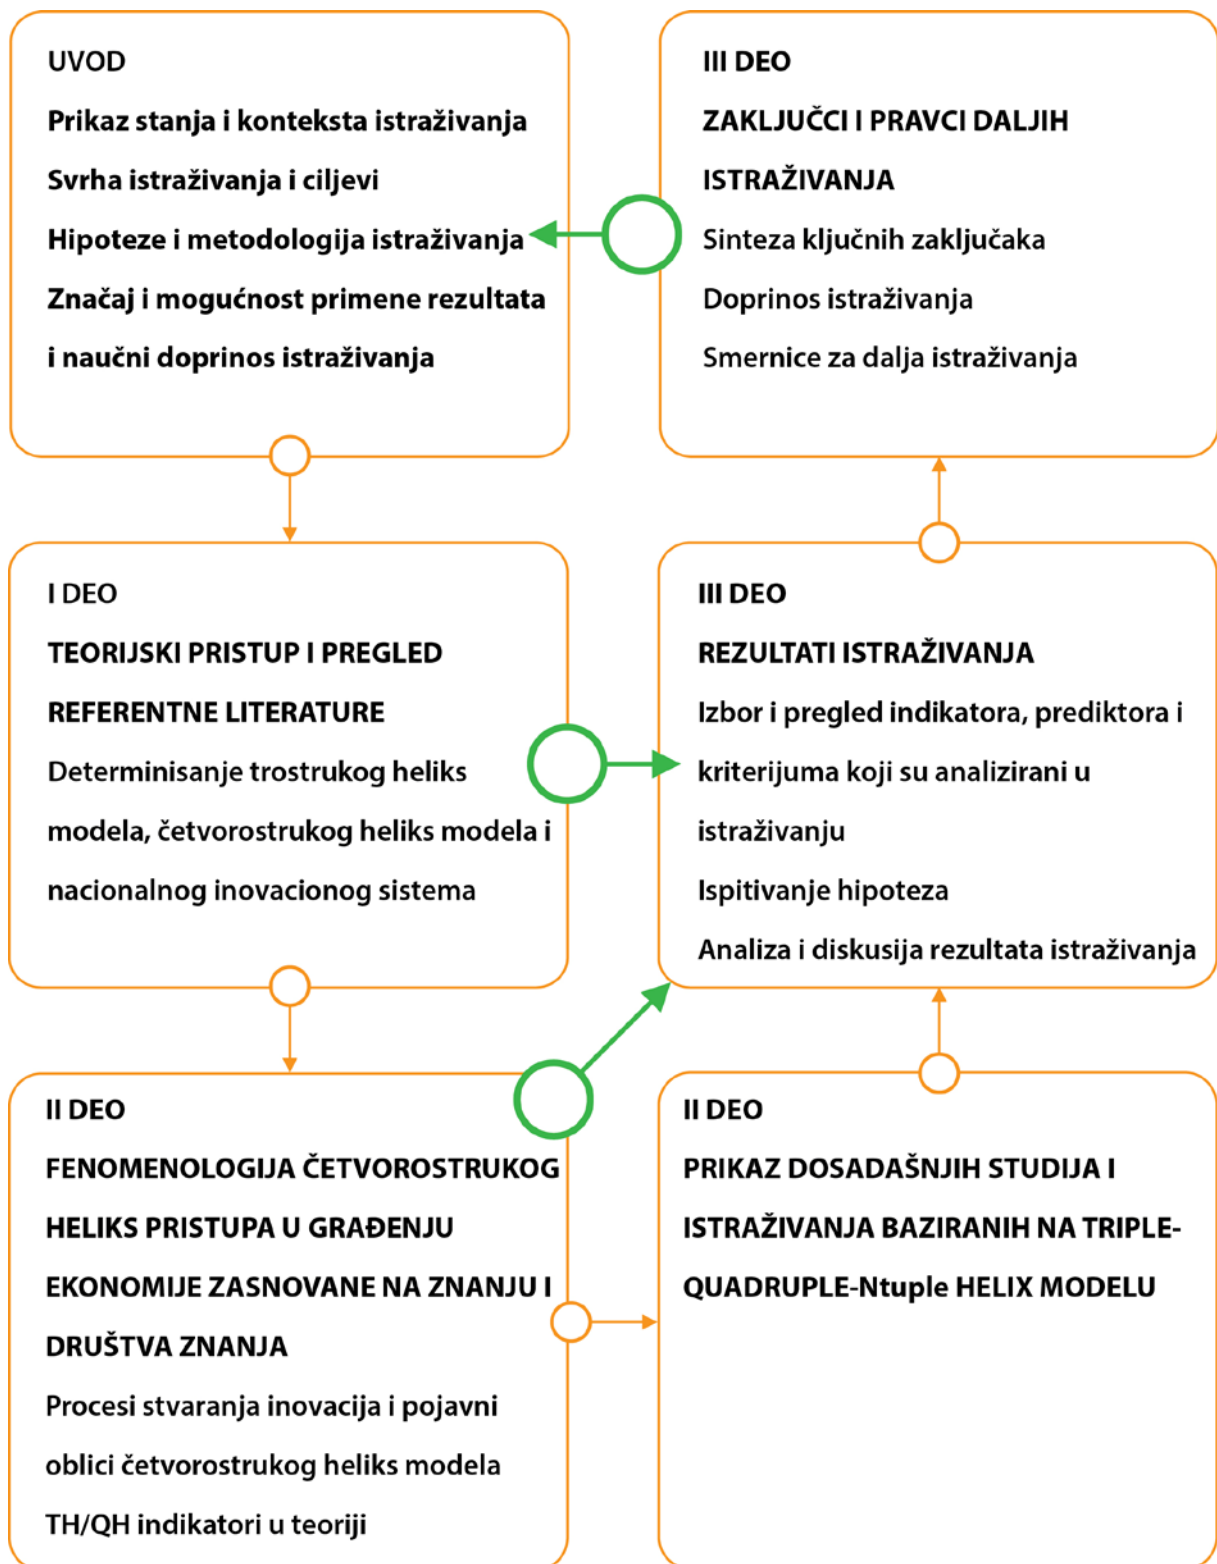 UVOD
Prikaz stanja i konteksta istraživanja
Svrha istraživanja i ciljevi
Hipoteze i metodologija istraživanja
Značaj i mogućnost primene rezultata
i naučni doprinos istraživanja
III DEO
ZAKLJUČCI I PRAVCI DALJIH
ISTRAŽIVANJA
Sinteza ključnih zaključaka
Doprinos istraživanja
Smernice za dalja istraživanja
I DEO
TEORIJSKI PRISTUP I PREGLED
REFERENTNE LITERATURE
Determinisanje trostrukog heliks
modela, četvorostrukog heliks modela i
nacionalnog inovacionog sistema
III DEO
REZULTATI ISTRAŽIVANJA
Izbor i pregled indikatora, prediktora i
kriterijuma koji su analizirani u
istraživanju
Ispitivanje hipoteza
Analiza i diskusija rezultata istraživanja
II DEO
FENOMENOLOGIJA ČETVOROSTRUKOG
HELIKS PRISTUPA U GRAĐENJU
EKONOMIJE ZASNOVANE NA ZNANJU I
DRUŠTVA ZNANJA
Procesi stvaranja inovacija i pojavni
oblici četvorostrukog heliks modela
TH/QH indikatori u teoriji
II DEO
PRIKAZ DOSADAŠNJIH STUDIJA I
ISTRAŽIVANJA BAZIRANIH NA TRIPLE-
QUADRUPLE-Ntuple HELIX MODELU